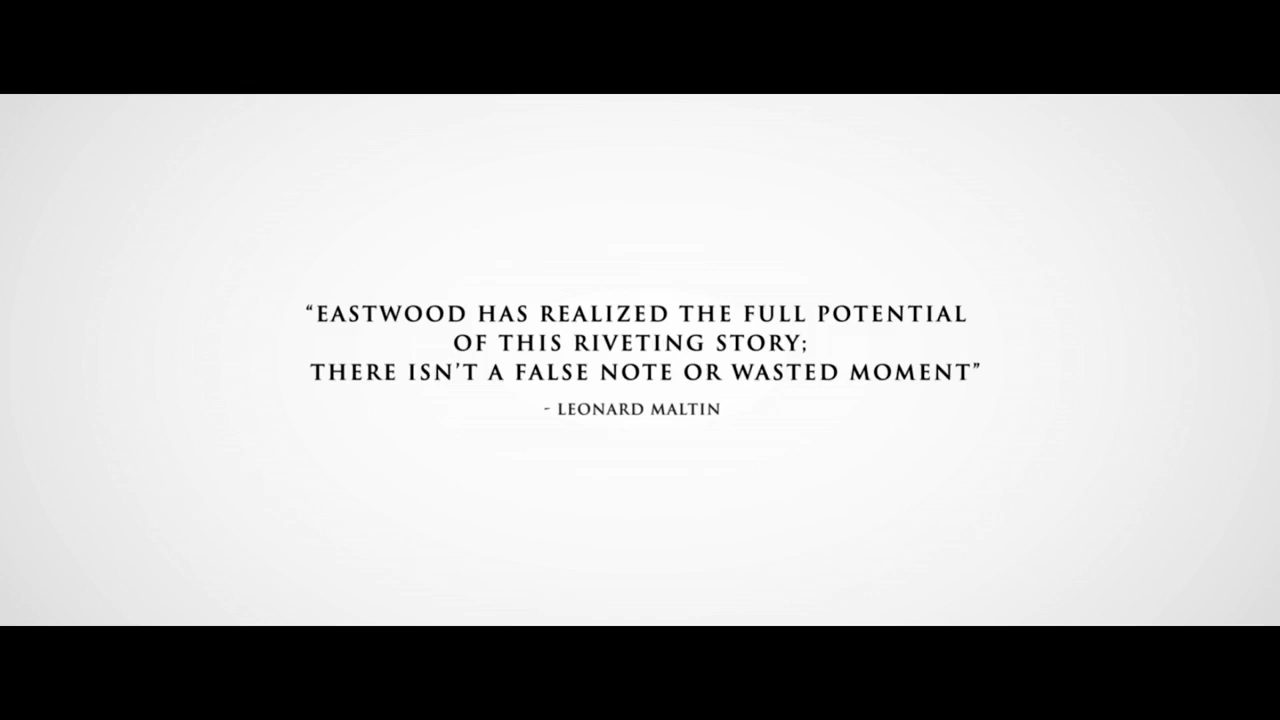 “EASTWOOD HAS REALIZED THE FULL POTENTIAL
OF THIS RIVETING STORY;
THERE ISN’T A FALSE NOTE OR WASTED MOMENT”
- LEONARD MALTIN